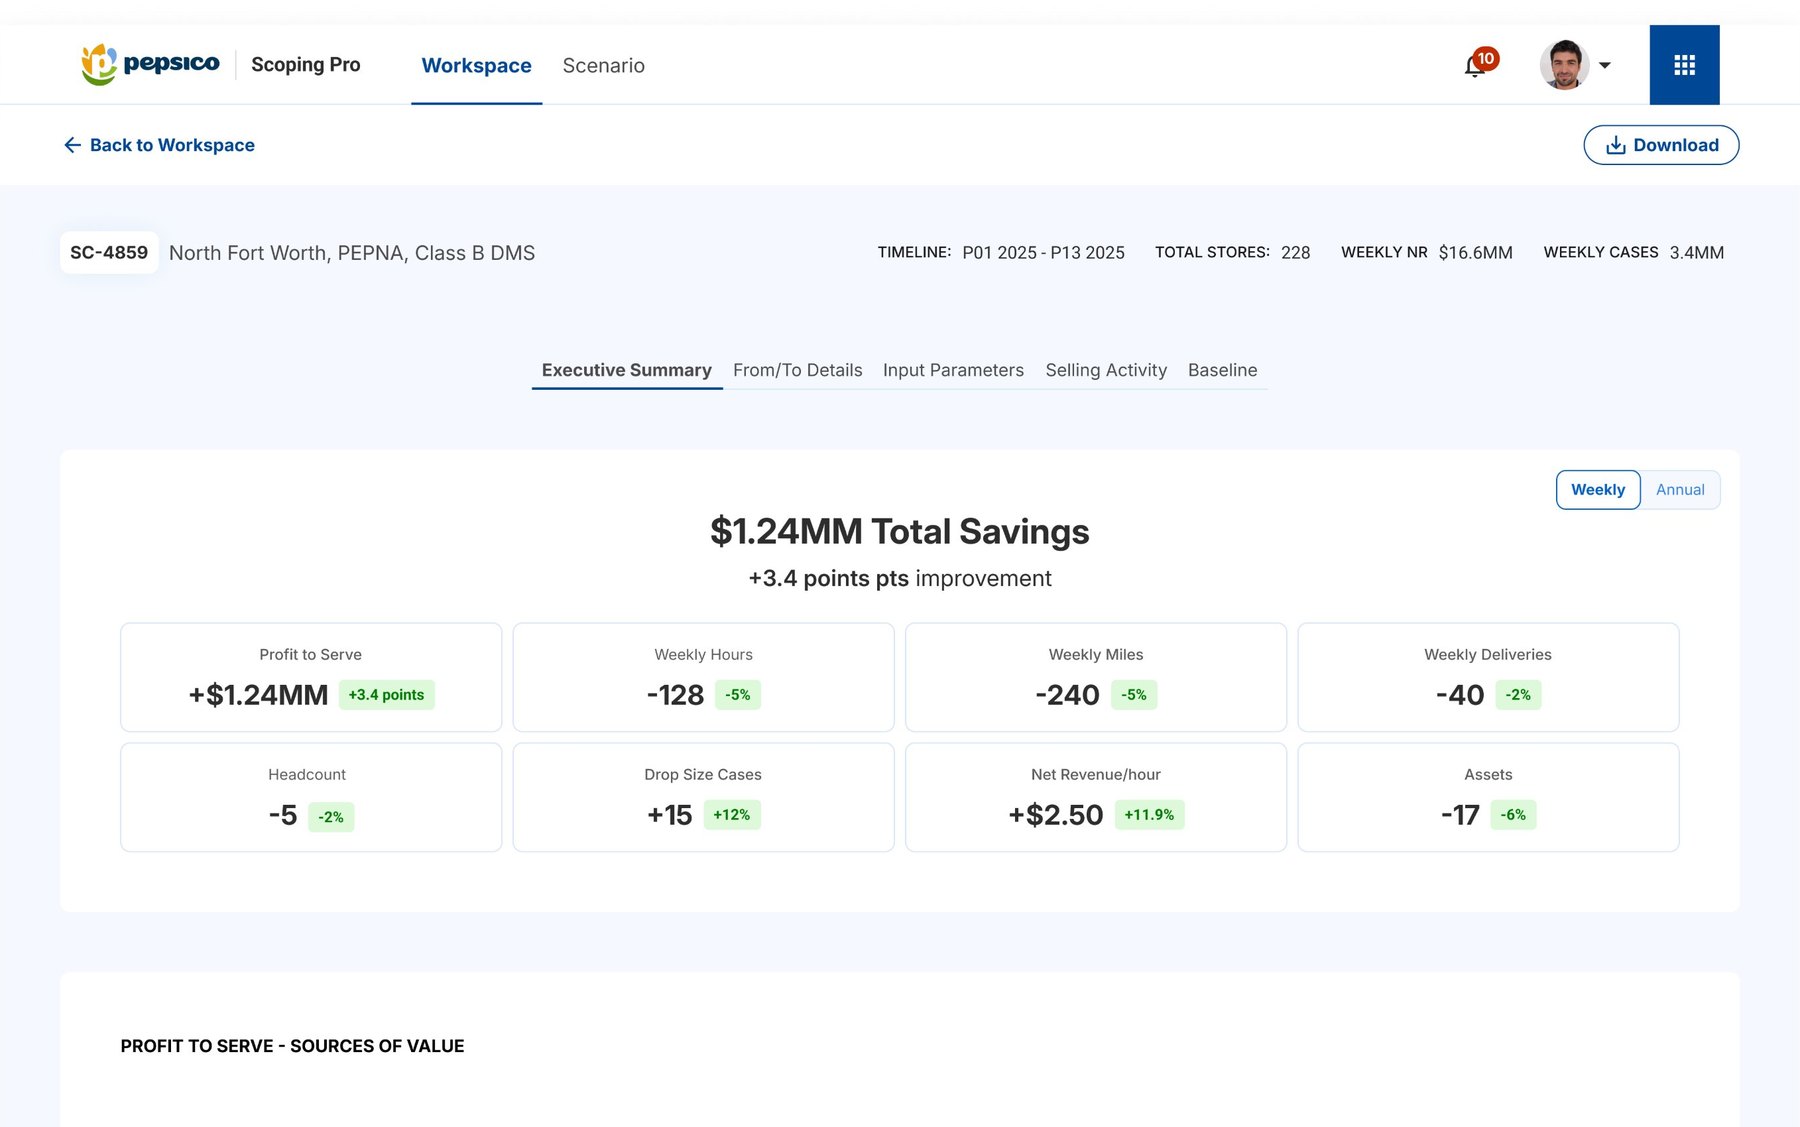 pepsico Scoping Pro Workspace Scenario 10
Back to Workspace Download
SC-4859 North Fort Worth, PEPNA, Class B DMS TIMELINE: P01 2025 - P13 2025 TOTAL STORES: 228 WEEKLY NR $16.6MM WEEKLY CASES 3.4MM
Executive Summary From/To Details Input Parameters Selling Activity Baseline
Weekly Annual
$1.24MM Total Savings
+3.4 points pts improvement
Profit to Serve Weekly Hours Weekly Miles Weekly Deliveries
+$1.24MM +3.4 points -128 -5% -240 -5% -40 -2%
Headcount Drop Size Cases Net Revenue/hour Assets
-5 -2% +15 +12% +$2.50 +11.9% -17 -6%
PROFIT TO SERVE - SOURCES OF VALUE